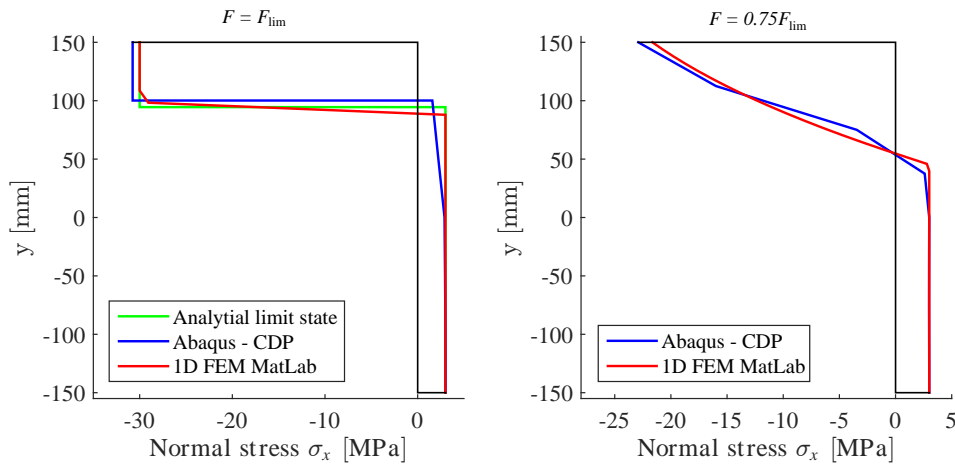 F = F_lim
150
100
50
0
-50
-100
-150
y [mm]
-30
-20
-10
0
Normal stress σ_x [MPa]
Analytial limit state
Abaqus - CDP
1D FEM MatLab
F = 0.75F_lim
150
100
50
0
-50
-100
-150
y [mm]
-25
-20
-15
-10
-5
0
5
Normal stress σ_x [MPa]
Abaqus - CDP
1D FEM MatLab